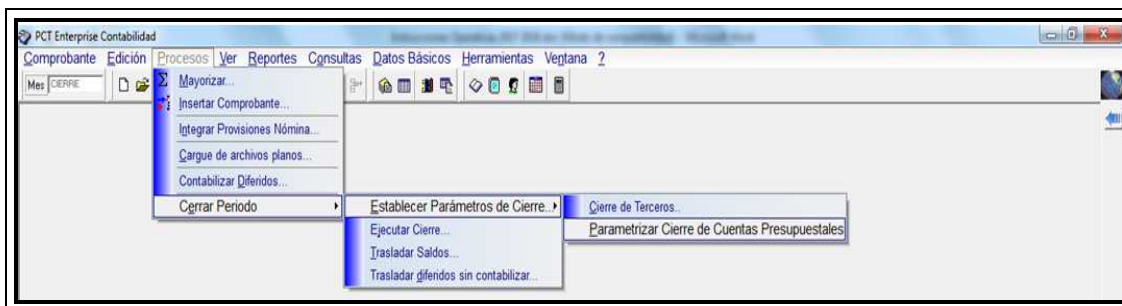 PCT Enterprise Contabilidad
Comprobante Edición Procesos Ver Reportes Consultas Datos Básicos Herramientas Ventana ?
Mes CIERRE
Mayorizar...
Insertar Comprobante...
Integrar Provisiones Nómina...
Cargue de archivos planos...
Contabilizar Diferidos...
Cerrar Periodo
Establecer Parámetros de Cierre...
Ejecutar Cierre...
Trasladar Saldos...
Trasladar diferidos sin contabilizar...
Cierre de Terceros..
Parametrizar Cierre de Cuentas Presupuestales